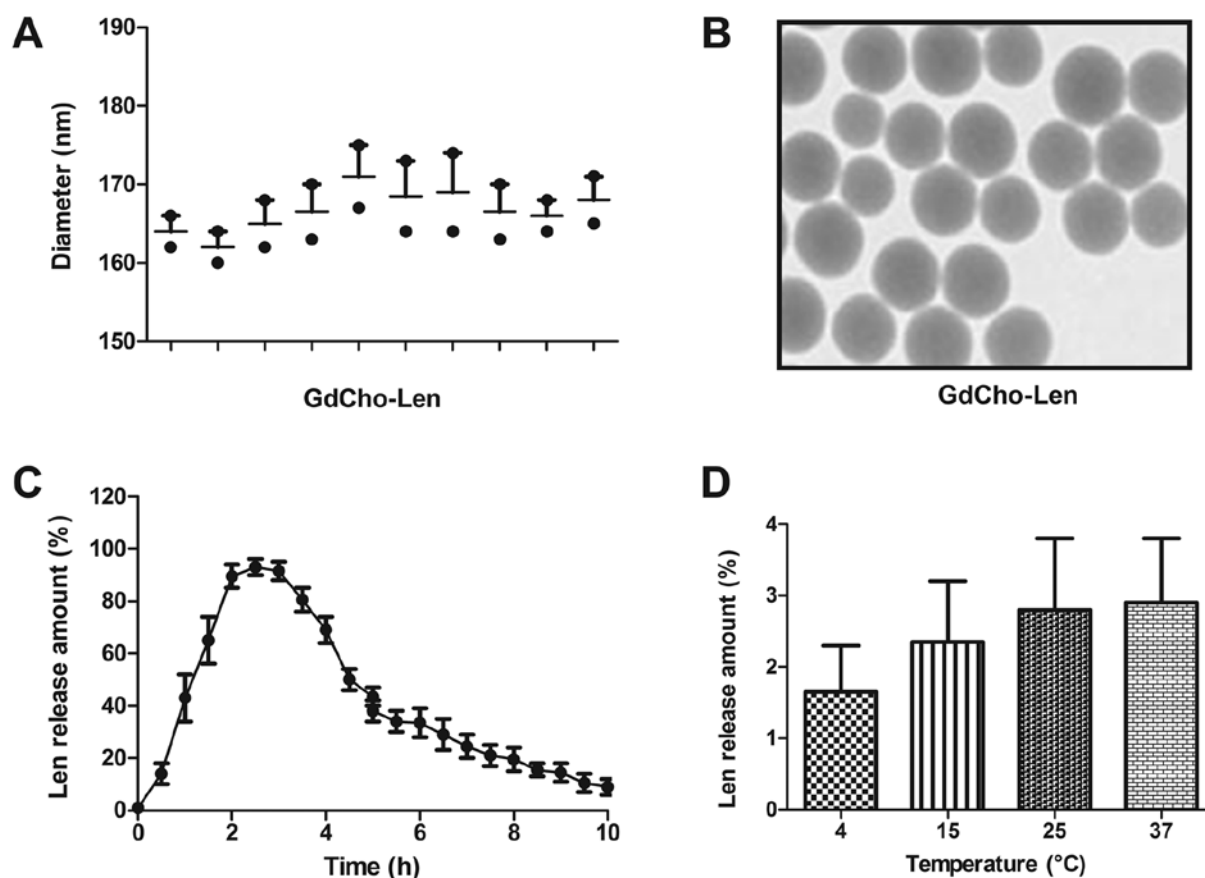 A
190
180
170
160
150
Diameter (nm)
GdCho-Len
B
GdCho-Len
C
120
100
80
60
40
20
0
Len release amount (%)
0 2 4 6 8 10
Time (h)
D
4
3
2
1
0
Len release amount (%)
4 15 25 37
Temperature (°C)